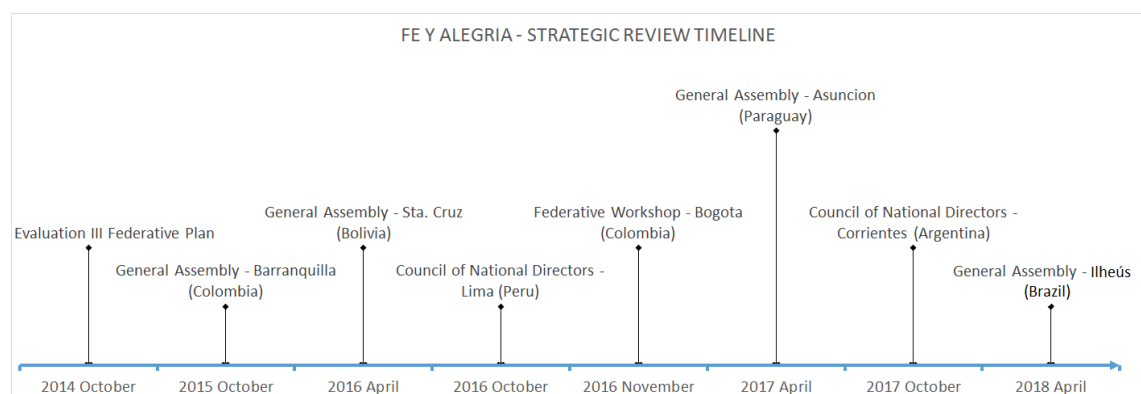 FE Y ALEGRIA - STRATEGIC REVIEW TIMELINE
General Assembly - Asuncion
(Paraguay)
Evaluation III Federative Plan
General Assembly - Sta. Cruz
(Bolivia)
Federative Workshop - Bogota
(Colombia)
Council of National Directors -
Corrientes (Argentina)
General Assembly - Barranquilla
(Colombia)
Council of National Directors -
Lima (Peru)
General Assembly - Ilheús
(Brazil)
2014 October
2015 October
2016 April
2016 October
2016 November
2017 April
2017 October
2018 April